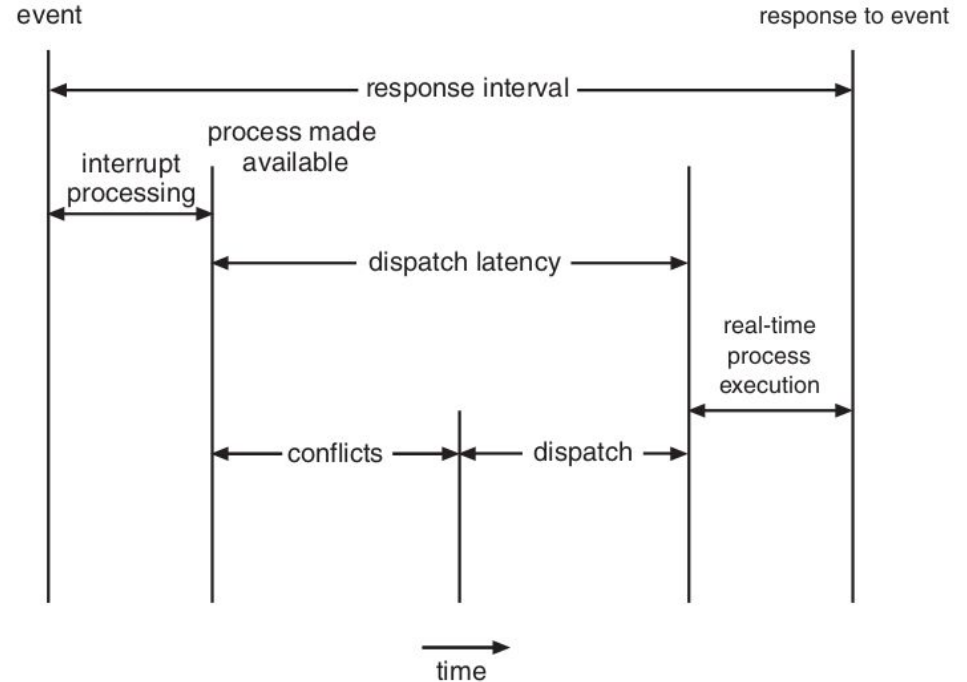 event
response to event
response interval
process made
available
interrupt
processing
dispatch latency
real-time
process
execution
conflicts
dispatch
time